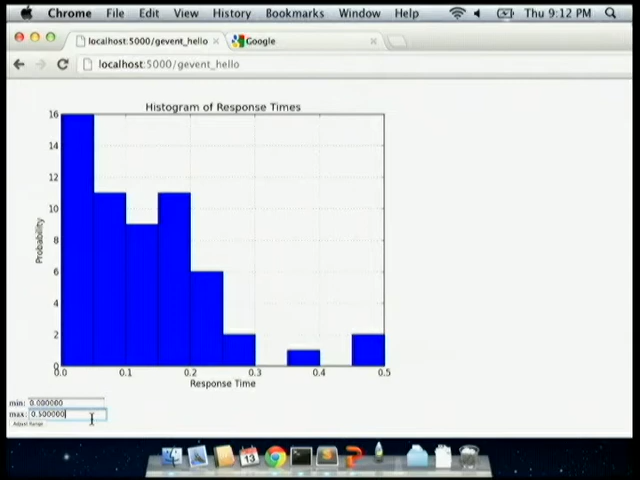 Chrome File Edit View History Bookmarks Window Help Thu 9:12 PM
localhost:5000/gevent_hello Google
localhost:5000/gevent_hello
Histogram of Response Times
16
14
12
10
8
6
4
2
0
Probability
0.0 0.1 0.2 0.3 0.4 0.5
Response Time
min: 0.000000
max: 0.500000
Adjust Range
13